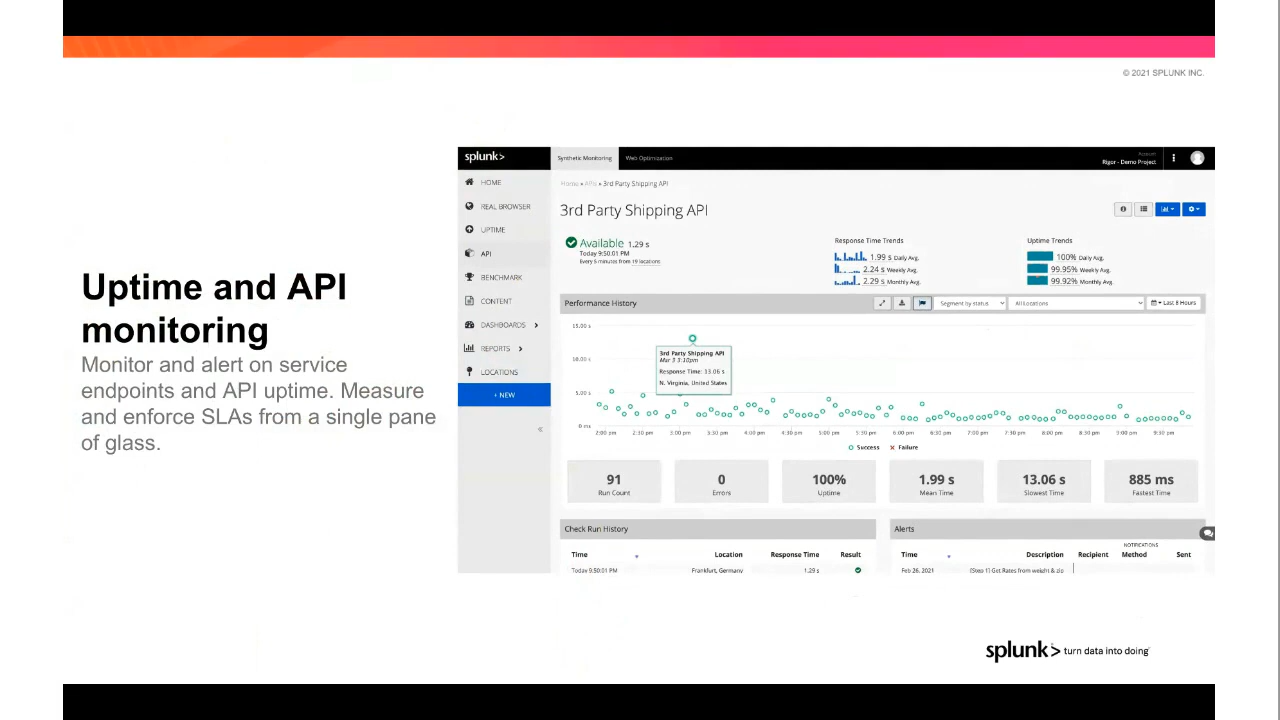 © 2021 SPLUNK INC.
Uptime and API
monitoring
Monitor and alert on service
endpoints and API uptime. Measure
and enforce SLAs from a single pane
of glass.
splunk>
Synthetic Monitoring
Web Optimization
Account
Rigor - Demo Project
HOME
REAL BROWSER
UPTIME
API
BENCHMARK
CONTENT
DASHBOARDS
REPORTS
LOCATIONS
+ NEW
Home » APIs » 3rd Party Shipping API
3rd Party Shipping API
Available 1.29 s
Today 9:50:01 PM
Every 5 minutes from 19 locations
Response Time Trends
1.99 s Daily Avg.
2.24 s Weekly Avg.
2.29 s Monthly Avg.
Uptime Trends
100% Daily Avg.
99.95% Weekly Avg.
99.92% Monthly Avg.
Performance History
Segment by status
All Locations
Last 8 Hours
15.00 s
10.00 s
5.00 s
0 ms
3rd Party Shipping API
Mar 3 3:10pm
Response Time: 13.06 s
N. Virginia, United States
2:00 pm 2:30 pm 3:00 pm 3:30 pm 4:00 pm 4:30 pm 5:00 pm 5:30 pm 6:00 pm 6:30 pm 7:00 pm 7:30 pm 8:00 pm 8:30 pm 9:00 pm 9:30 pm
Success Failure
91
Run Count
0
Errors
100%
Uptime
1.99 s
Mean Time
13.06 s
Slowest Time
885 ms
Fastest Time
Check Run History
Time Location Response Time Result
Today 9:50:01 PM Frankfurt, Germany 1.29 s
Alerts
NOTIFICATIONS
Time Description Recipient Method Sent
Feb 26, 2021 [Step 1] Get Rates from weight & zip
splunk> turn data into doing